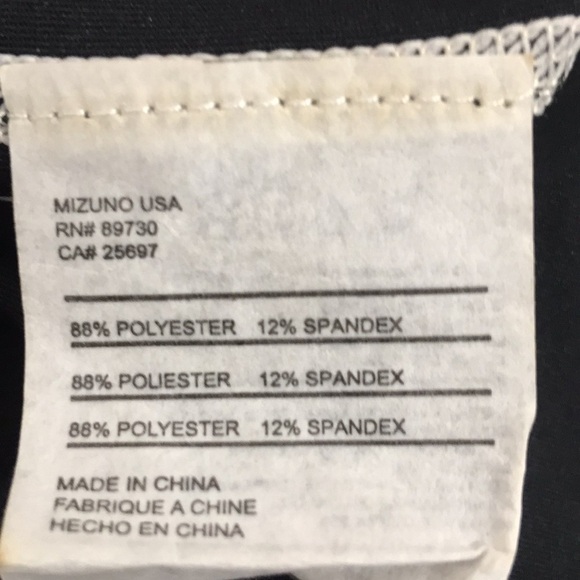 MIZUNO USA
RN# 89730
CA# 25697
88% POLYESTER 12% SPANDEX
88% POLIESTER 12% SPANDEX
88% POLYESTER 12% SPANDEX
MADE IN CHINA
FABRIQUE A CHINE
HECHO EN CHINA